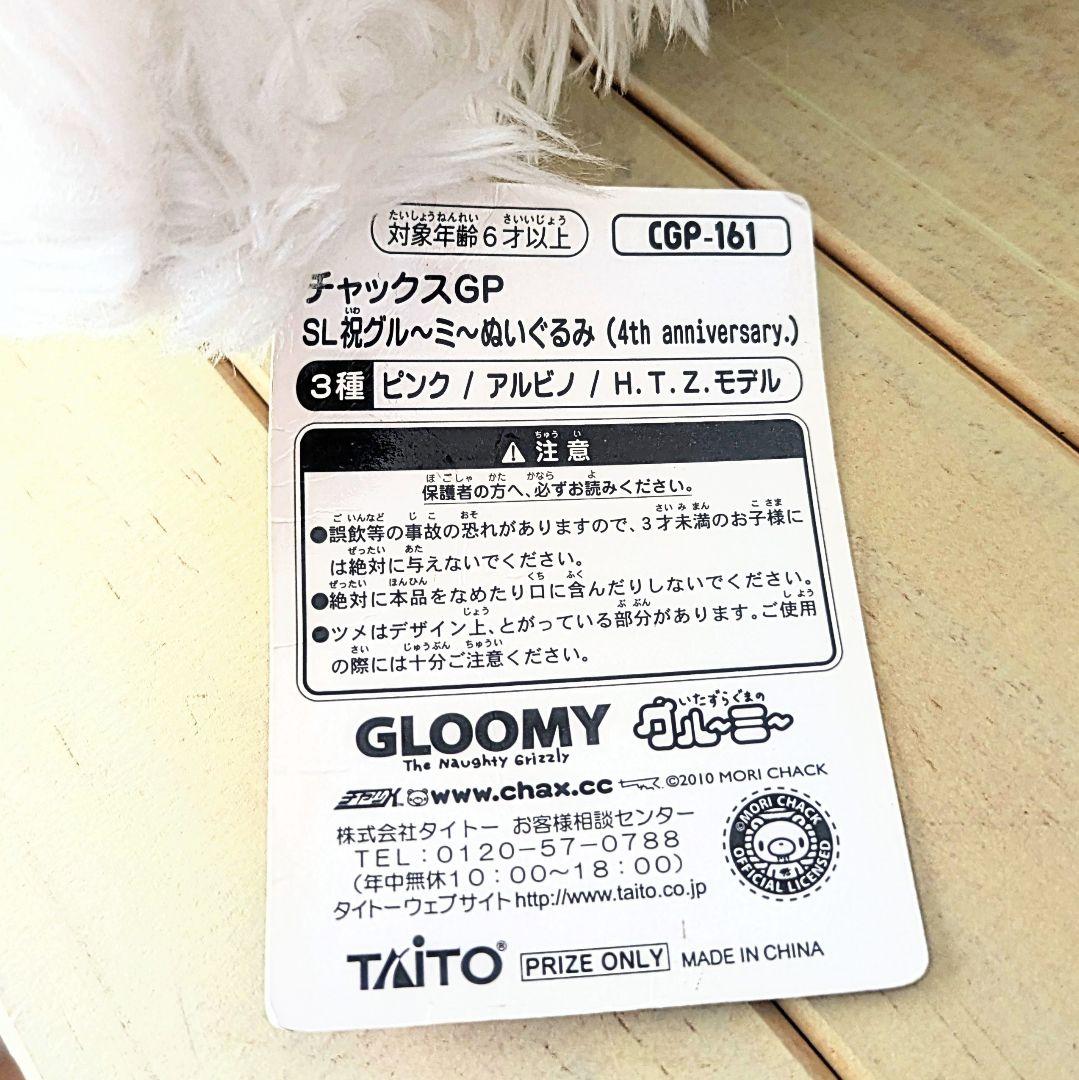 対象年齢6才以上
たいしょうねんれい さいいじょう
CGP-161
チャックスGP
SL祝グル〜ミ〜ぬいぐるみ (4th anniversary.)
いわ
3種 ピンク / アルビノ / H.T.Z.モデル
⚠注意
ちゅうい
保護者の方へ、必ずお読みください。
ほごしゃ かた かなら よ
●誤飲等の事故の恐れがありますので、3才未満のお子様に
ごいんなど じこ おそ さいみまん こさま
は絶対に与えないでください。
ぜったい あた
●絶対に本品をなめたり口に含んだりしないでください。
ぜったい ほんひん くち ふく
●ツメはデザイン上、とがっている部分があります。ご使用
じょう ぶぶん しよう
の際には十分ご注意ください。
さい じゅうぶん ちゅうい
GLOOMY
The Naughty Grizzly
いたずらぐまの
グル〜ミ〜
チャックス www.chax.cc ©2010 MORI CHACK
©MORI CHACK
OFFICIAL LICENSED
株式会社タイトー お客様相談センター
TEL:0120-57-0788
(年中無休10:00〜18:00)
タイトーウェブサイトhttp://www.taito.co.jp
TAiTO® PRIZE ONLY MADE IN CHINA